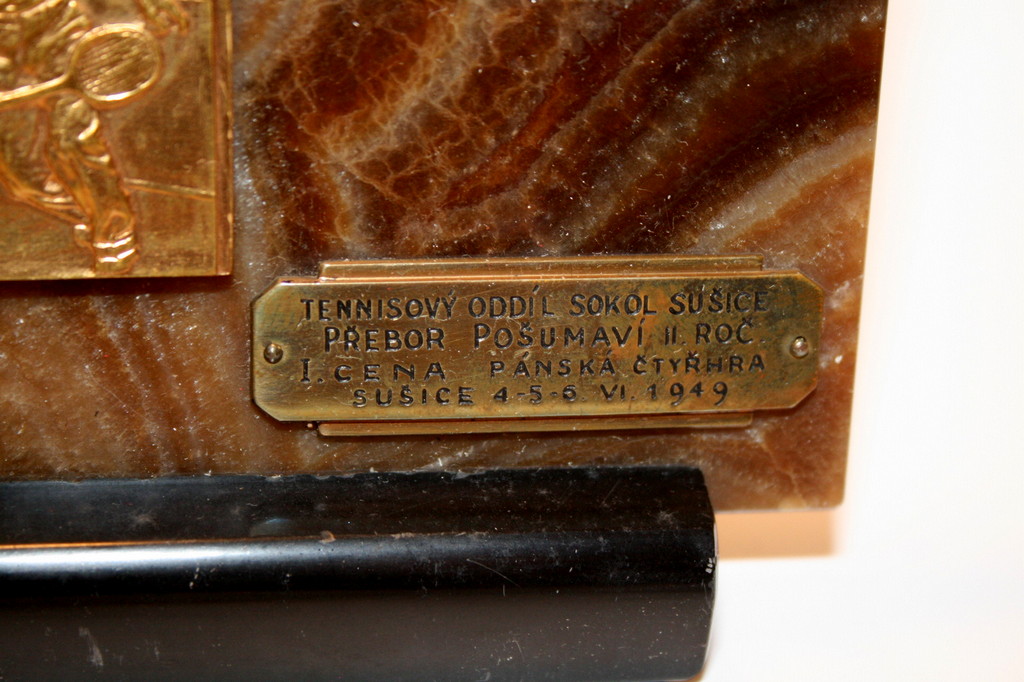 TENNISOVÝ ODDÍL SOKOL SUŠICE
PŘEBOR POŠUMAVÍ II. ROČ.
I. CENA PÁNSKÁ ČTYŘHRA
SUŠICE 4-5-6. VI. 1949